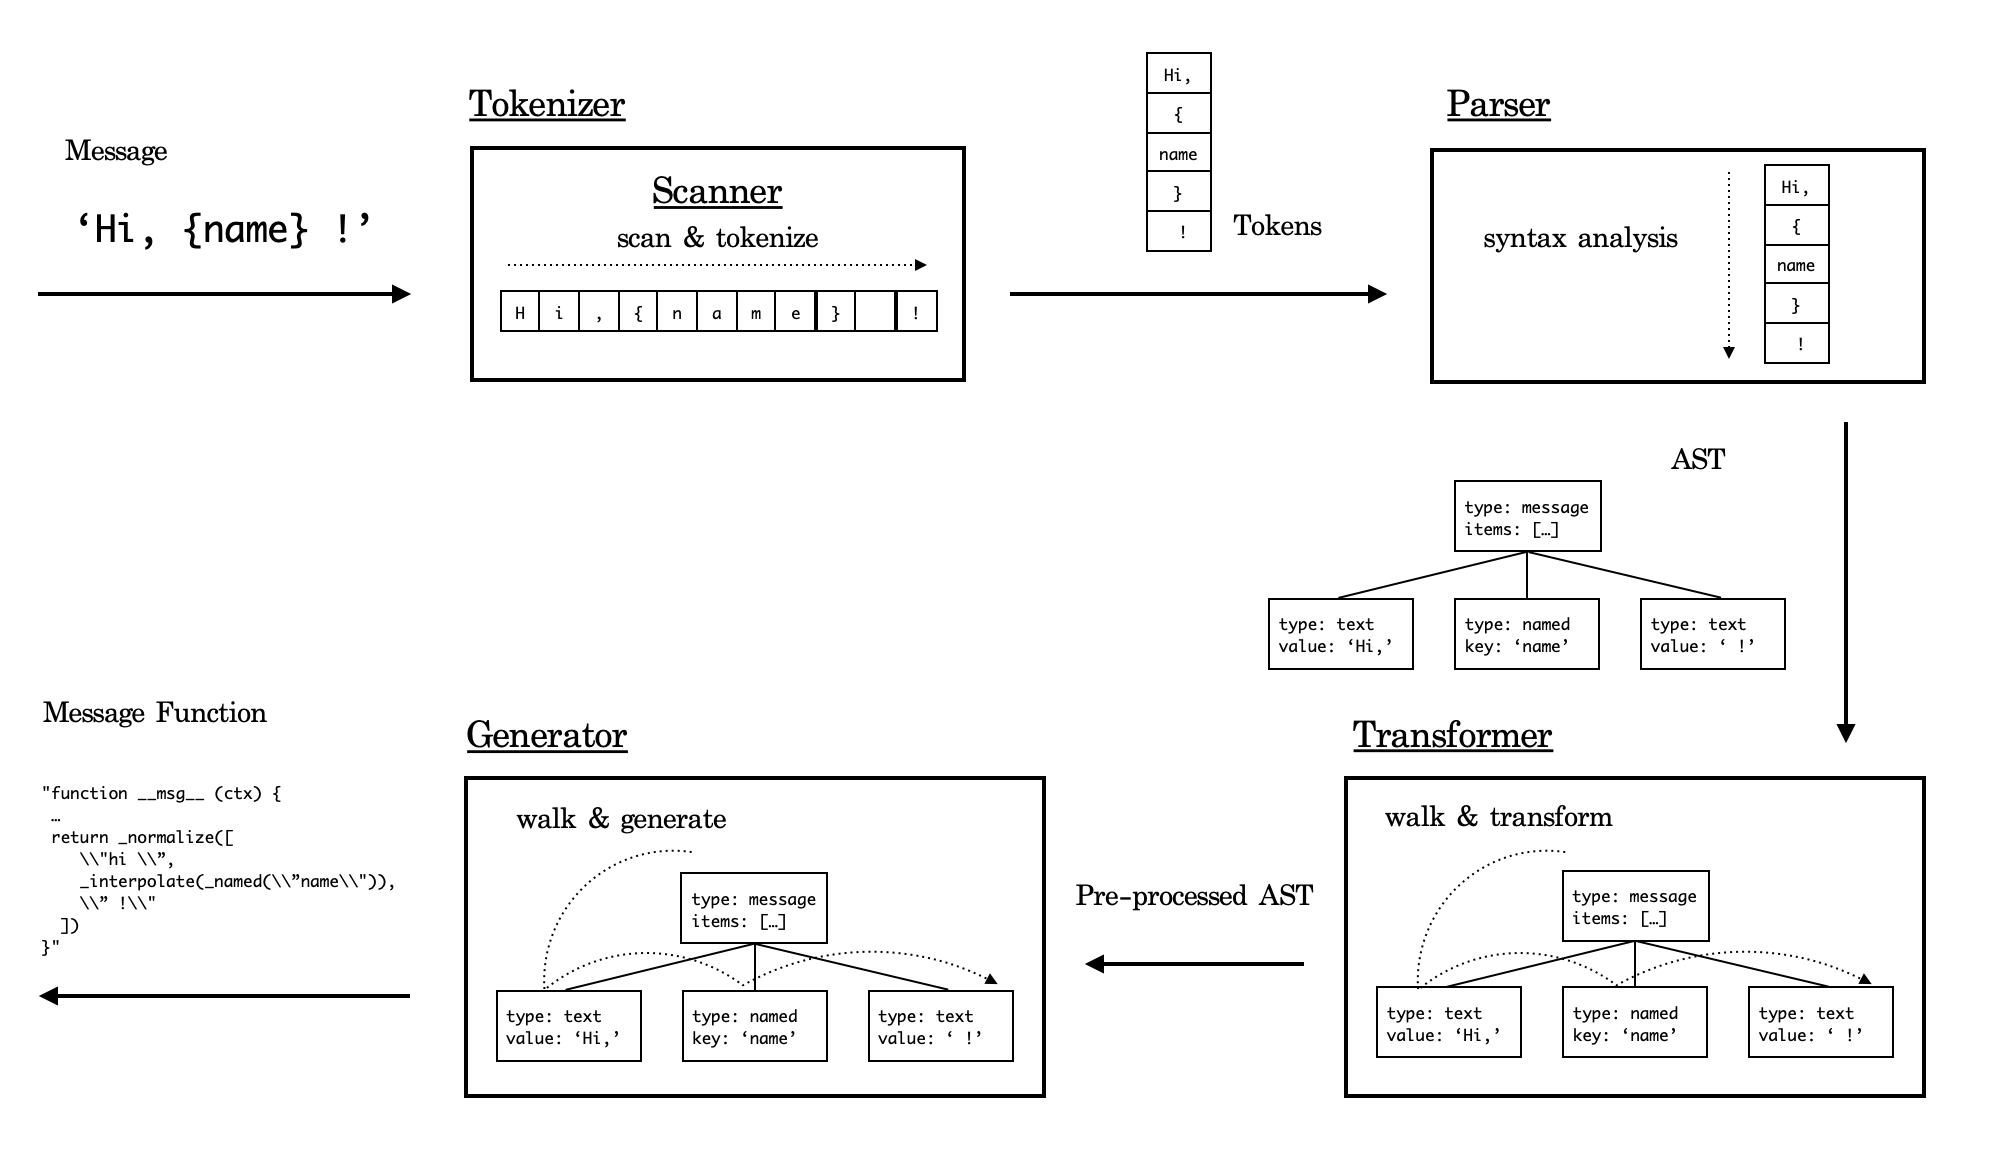 Message
‘Hi, {name} !’
Tokenizer
Scanner
scan & tokenize
H i , { n a m e } !
Hi,
{
name
}
!
Tokens
Parser
syntax analysis
Hi,
{
name
}
!
AST
type: message
items: […]
type: text
value: ‘Hi,’
type: named
key: ‘name’
type: text
value: ‘ !’
Transformer
walk & transform
type: message
items: […]
type: text
value: ‘Hi,’
type: named
key: ‘name’
type: text
value: ‘ !’
Pre-processed AST
Generator
walk & generate
type: message
items: […]
type: text
value: ‘Hi,’
type: named
key: ‘name’
type: text
value: ‘ !’
Message Function
"function __msg__ (ctx) {
…
return _normalize([
\\"hi \\”,
_interpolate(_named(\\”name\\")),
\\” !\\"
])
}"